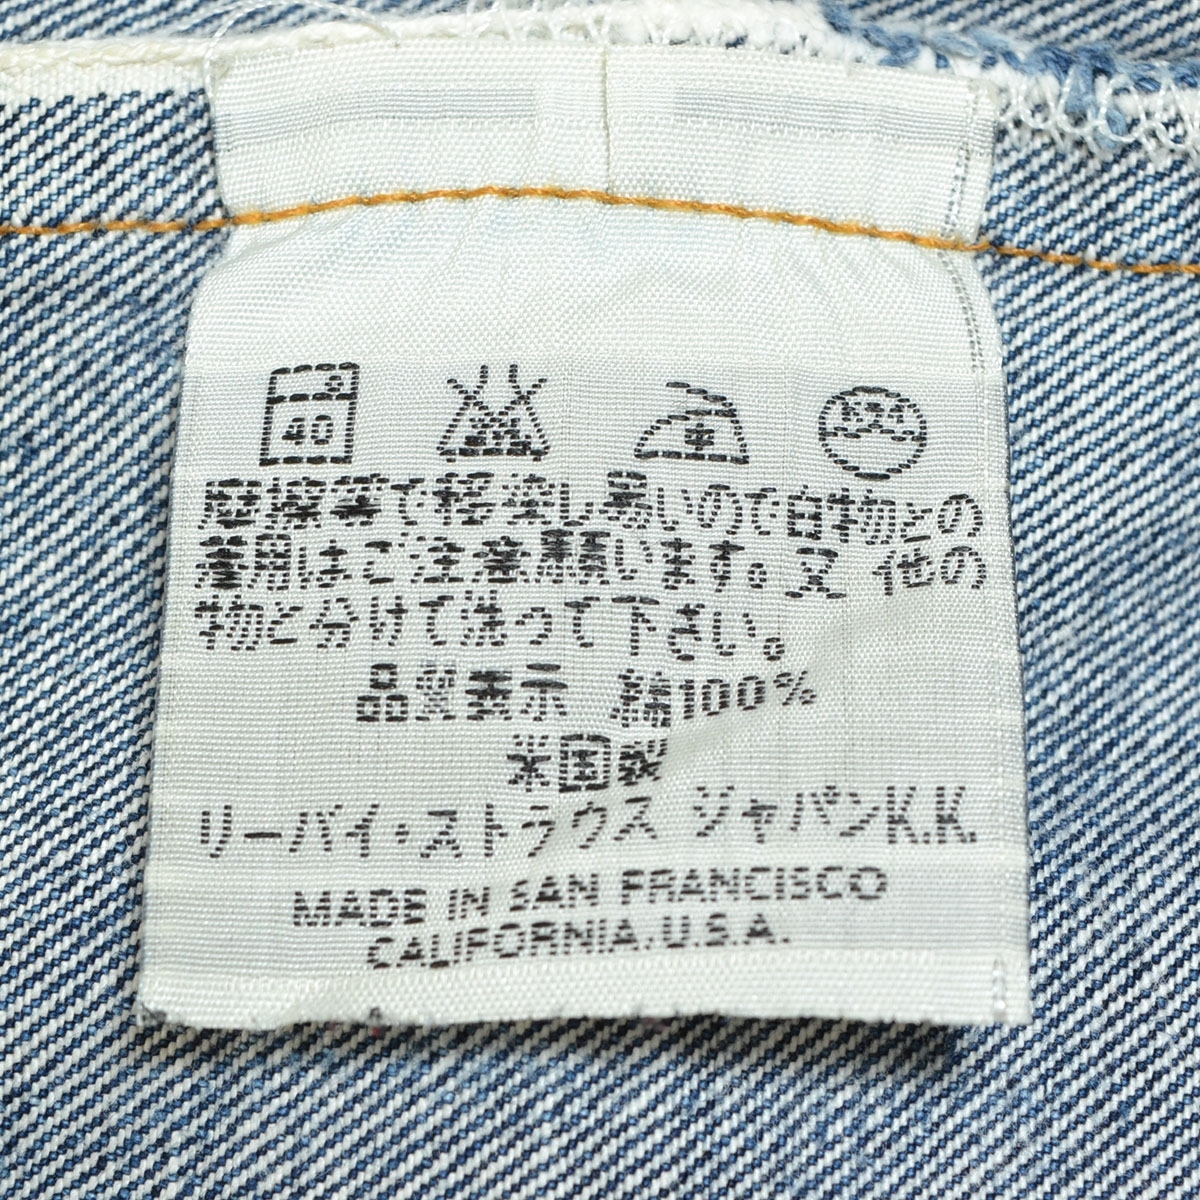 40 中
摩擦等で移染し易いので白物との
着用はご注意願います。又 他の
物と分けて洗って下さい。
品質表示 綿100%
米国製
リーバイ・ストラウス ジャパンK.K.
MADE IN SAN FRANCISCO
CALIFORNIA, U.S.A.